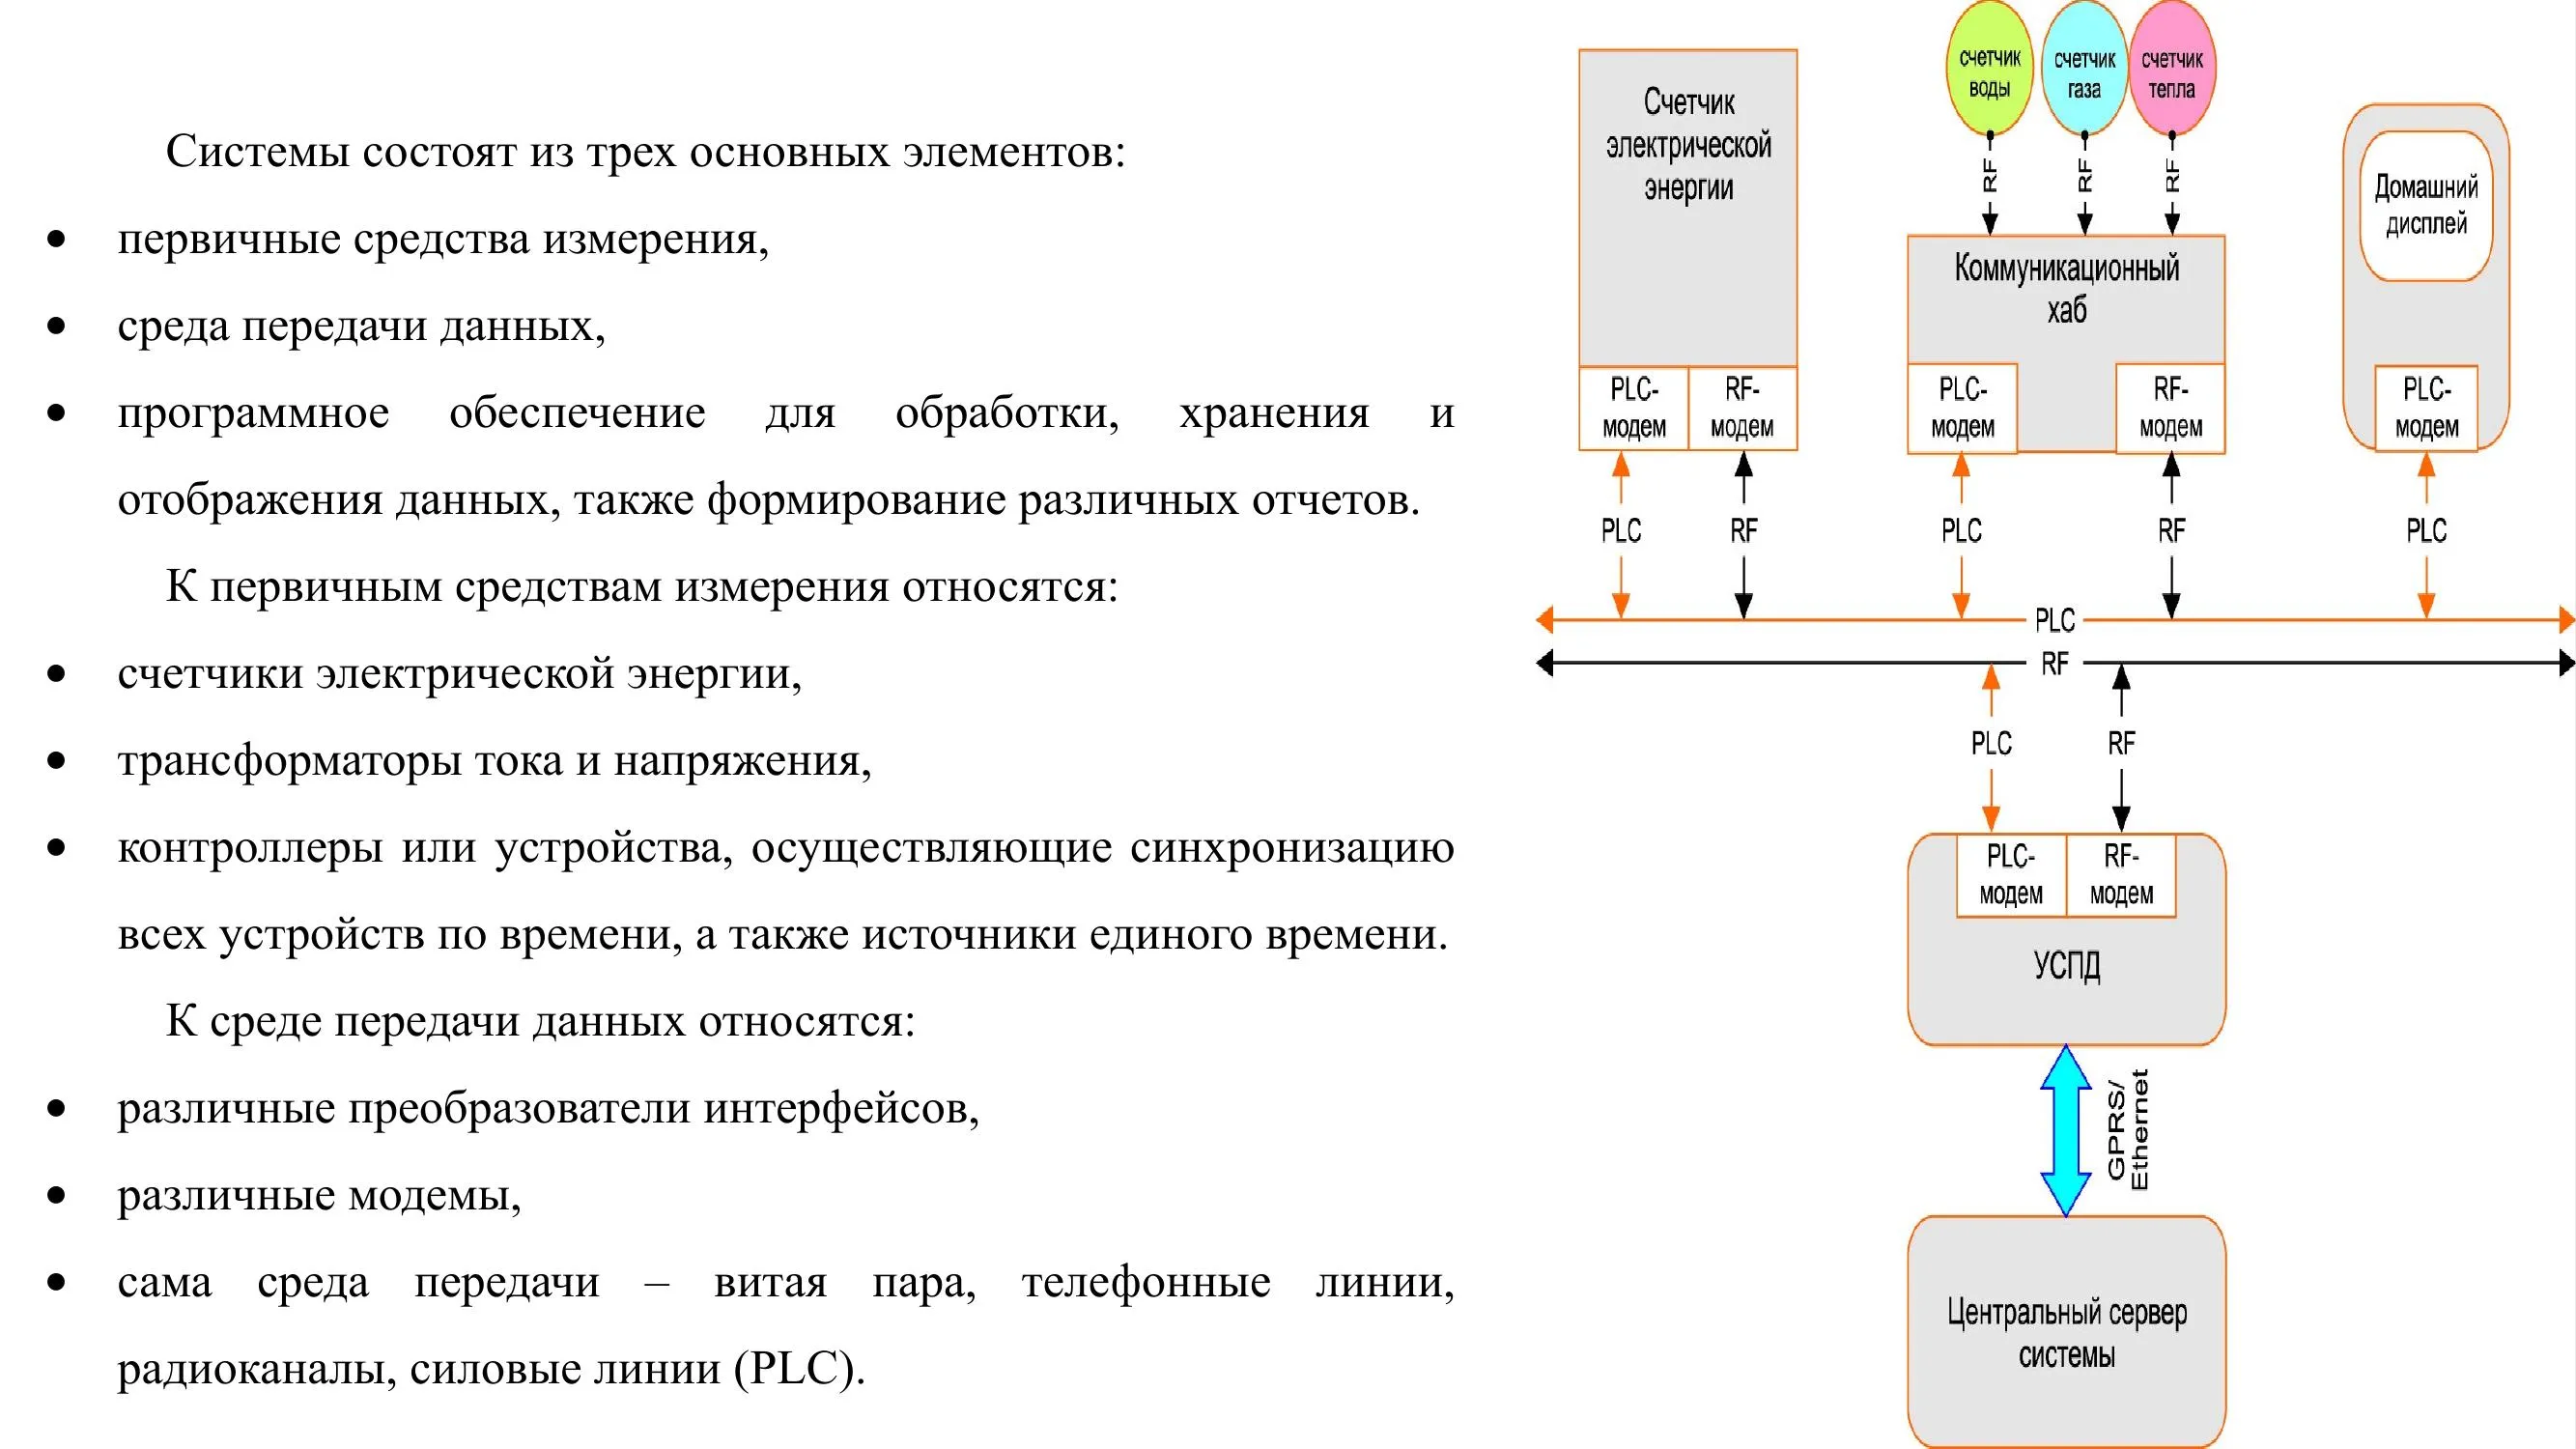 Системы состоят из трех основных элементов:
• первичные средства измерения,
• среда передачи данных,
• программное обеспечение для обработки, хранения и
отображения данных, также формирование различных отчетов.
К первичным средствам измерения относятся:
• счетчики электрической энергии,
• трансформаторы тока и напряжения,
• контроллеры или устройства, осуществляющие синхронизацию
всех устройств по времени, а также источники единого времени.
К среде передачи данных относятся:
• различные преобразователи интерфейсов,
• различные модемы,
• сама среда передачи – витая пара, телефонные линии,
радиоканалы, силовые линии (PLC).
Счетчик
электрической
энергии
PLC-
модем
RF-
модем
счетчик
воды
счетчик
газа
счетчик
тепла
RF
RF
RF
Коммуникационный
хаб
PLC-
модем
RF-
модем
Домашний
дисплей
PLC-
модем
PLC
RF
PLC
RF
PLC
PLC
RF
PLC
RF
PLC-
модем
RF-
модем
УСПД
GPRS/
Ethernet
Центральный сервер
системы